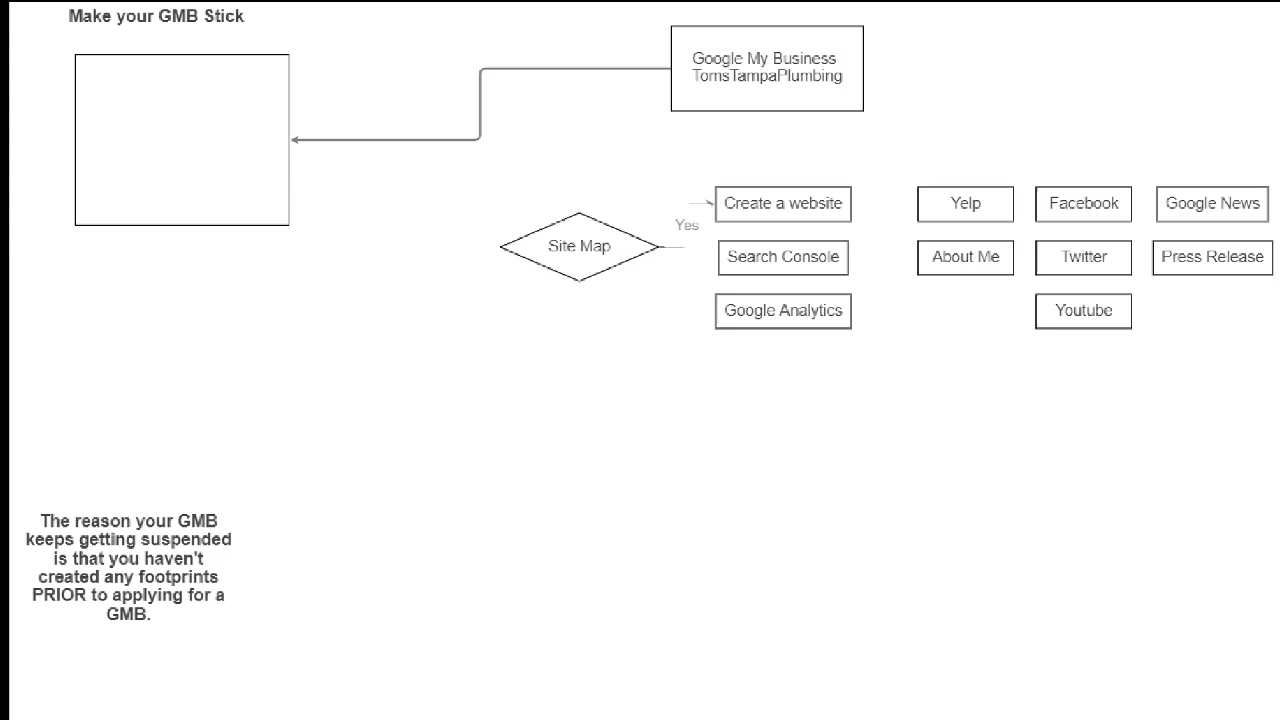 Make your GMB Stick
Google My Business
TomsTampaPlumbing
Create a website
Yelp
Facebook
Google News
Yes
Site Map
Search Console
About Me
Twitter
Press Release
Google Analytics
Youtube
The reason your GMB
keeps getting suspended
is that you haven't
created any footprints
PRIOR to applying for a
GMB.